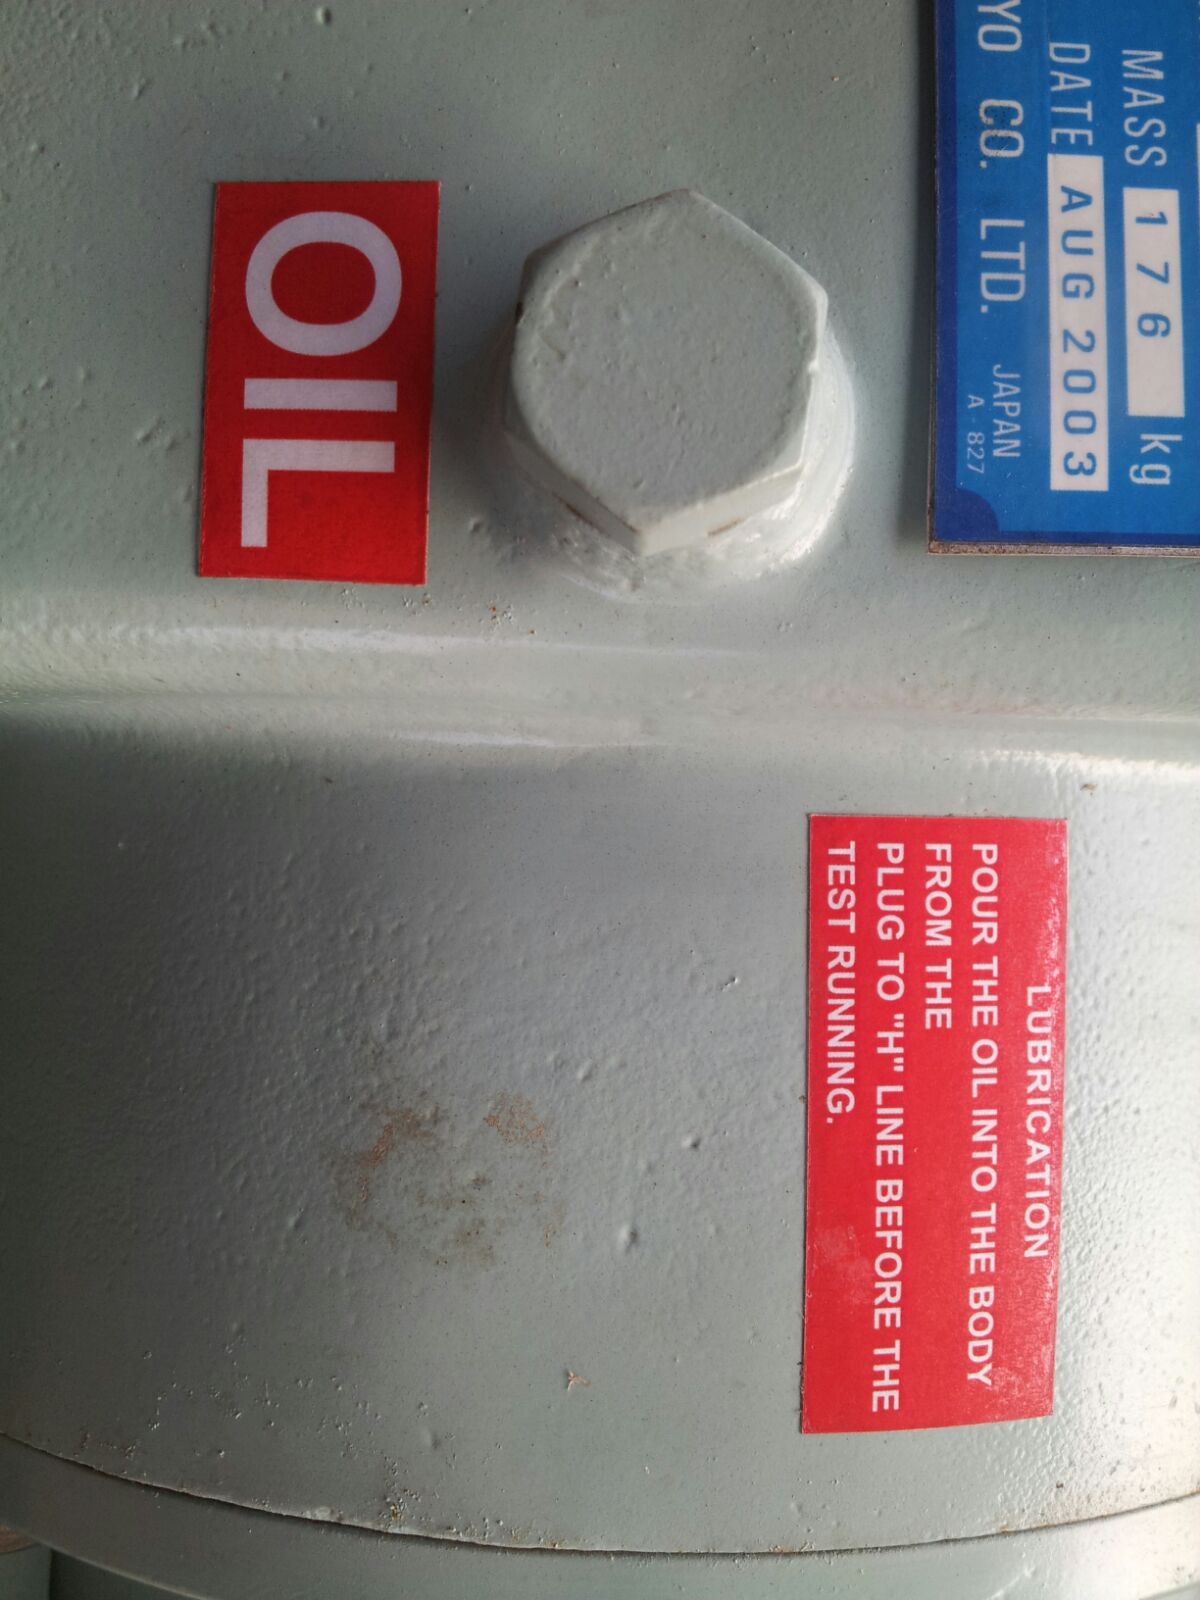 MASS 176 kg
DATE AUG 2003
YO CO. LTD. JAPAN
A - 827
OIL
LUBRICATION
POUR THE OIL INTO THE BODY
FROM THE
PLUG TO "H" LINE BEFORE THE
TEST RUNNING.